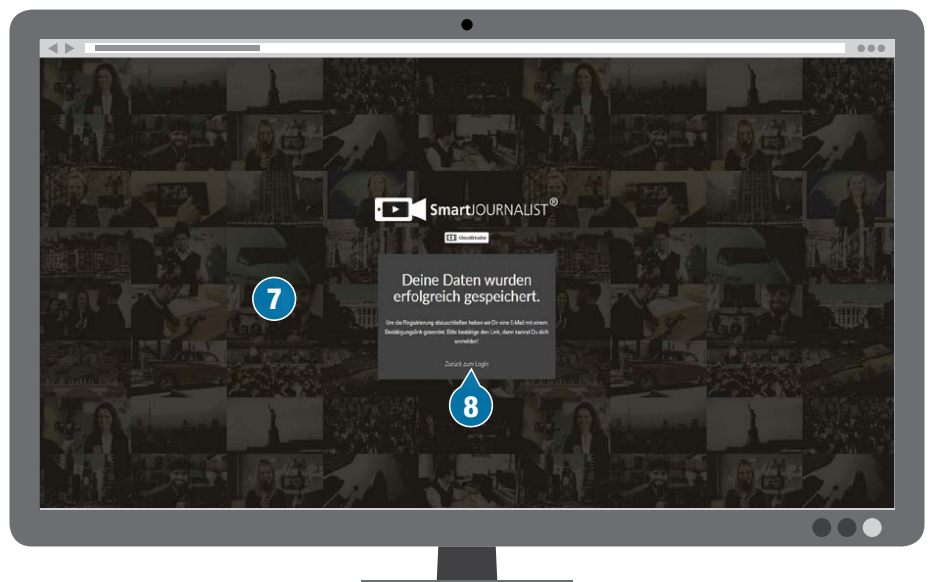 SmartJOURNALIST®
Cloudstudio
Deine Daten wurden
erfolgreich gespeichert.
7
Um die Registrierung abzuschließen haben wir Dir eine E-Mail mit einem
Bestätigungslink gesendet. Bitte bestätige den Link, dann kannst Du dich
anmelden!
Zurück zum Login
8